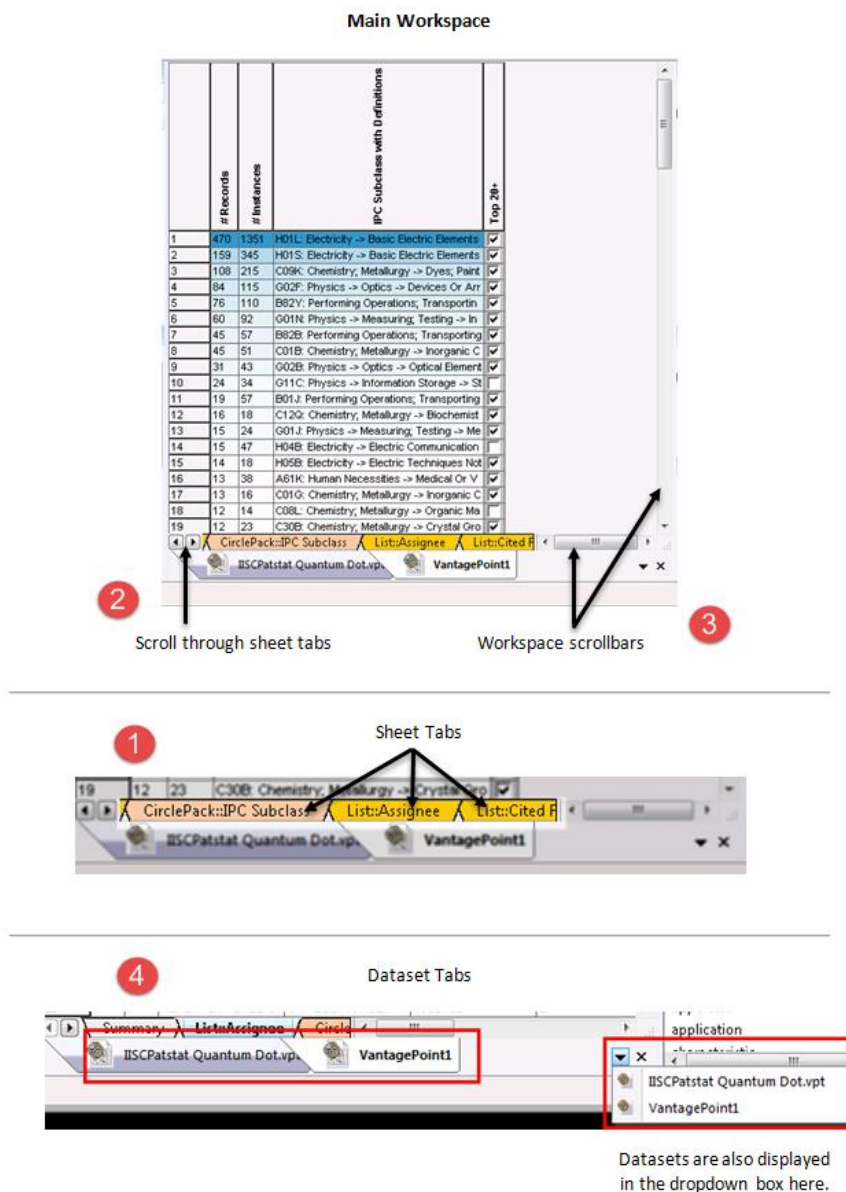 Main Workspace
# Records
# Instances
IPC Subclass with Definitions
Top 20+
1 470 1351 H01L: Electricity -> Basic Electric Elements
2 159 345 H01S: Electricity -> Basic Electric Elements
3 108 215 C09K: Chemistry; Metallurgy -> Dyes; Paint
4 84 115 G02F: Physics -> Optics -> Devices Or Arr
5 76 110 B82Y: Performing Operations; Transportin
6 60 92 G01N: Physics -> Measuring; Testing -> In
7 45 57 B82B: Performing Operations; Transporting
8 45 51 C01B: Chemistry; Metallurgy -> Inorganic C
9 31 43 G02B: Physics -> Optics -> Optical Element
10 24 34 G11C: Physics -> Information Storage -> St
11 19 57 B01J: Performing Operations; Transporting
12 16 18 C12Q: Chemistry; Metallurgy -> Biochemist
13 15 24 G01J: Physics -> Measuring; Testing -> Me
14 15 47 H04B: Electricity -> Electric Communication
15 14 18 H05B: Electricity -> Electric Techniques Not
16 13 38 A61K: Human Necessities -> Medical Or V
17 13 16 C01G: Chemistry; Metallurgy -> Inorganic C
18 12 14 C08L: Chemistry; Metallurgy -> Organic Ma
19 12 23 C30B: Chemistry; Metallurgy -> Crystal Gro
CirclePack::IPC Subclass List::Assignee List::Cited F
IISCPatstat Quantum Dot.vpt VantagePoint1
2
Scroll through sheet tabs
Workspace scrollbars
3
1
Sheet Tabs
19 12 23 C30B: Chemistry; Metallurgy -> Crystal Gro
CirclePack::IPC Subclass List::Assignee List::Cited F
IISCPatstat Quantum Dot.vp VantagePoint1
4
Dataset Tabs
Summary List::Assignee Circle
application
IISCPatstat Quantum Dot.vpt VantagePoint1
IISCPatstat Quantum Dot.vpt
VantagePoint1
Datasets are also displayed
in the dropdown box here.